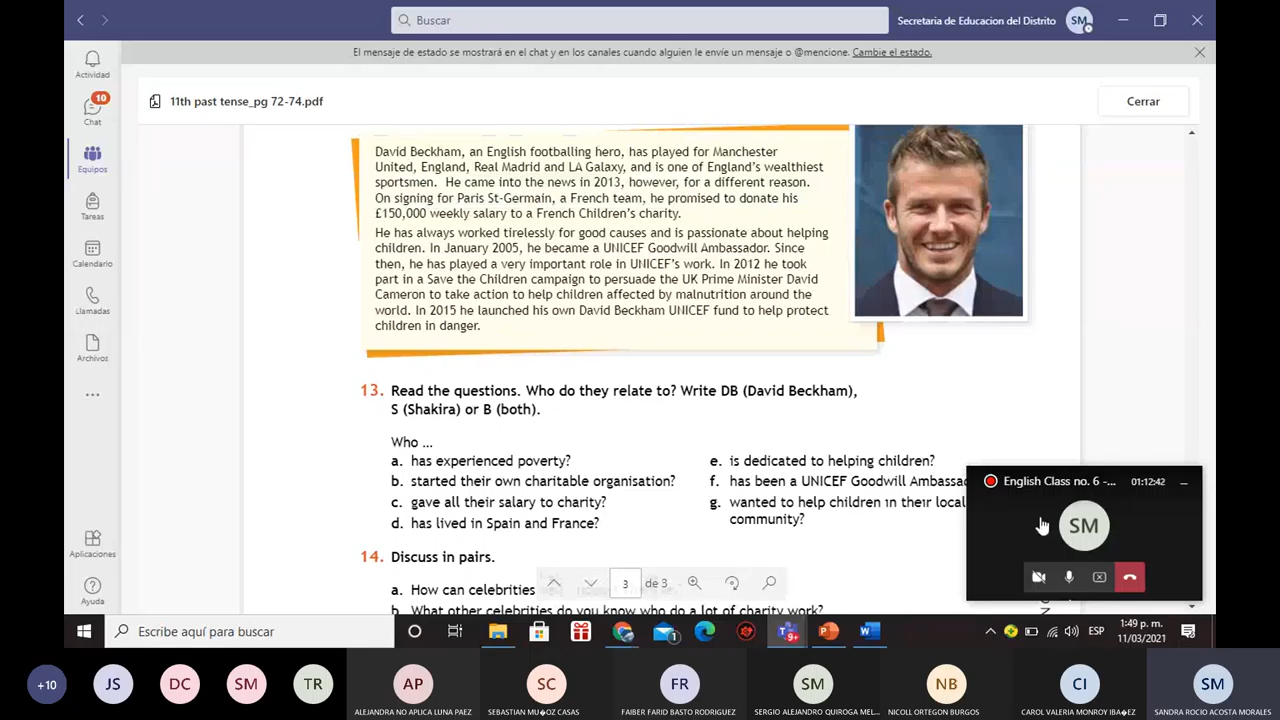 Buscar
Secretaria de Educacion del Distrito
SM
El mensaje de estado se mostrará en el chat y en los canales cuando alguien le envíe un mensaje o @mencione. Cambie el estado.
Actividad
10
Chat
Equipos
Tareas
Calendario
Llamadas
Archivos
Aplicaciones
Ayuda
11th past tense_pg 72-74.pdf
Cerrar
David Beckham, an English footballing hero, has played for Manchester
United, England, Real Madrid and LA Galaxy, and is one of England's wealthiest
sportsmen. He came into the news in 2013, however, for a different reason.
On signing for Paris St-Germain, a French team, he promised to donate his
£150,000 weekly salary to a French Children's charity.
He has always worked tirelessly for good causes and is passionate about helping
children. In January 2005, he became a UNICEF Goodwill Ambassador. Since
then, he has played a very important role in UNICEF's work. In 2012 he took
part in a Save the Children campaign to persuade the UK Prime Minister David
Cameron to take action to help children affected by malnutrition around the
world. In 2015 he launched his own David Beckham UNICEF fund to help protect
children in danger.
13. Read the questions. Who do they relate to? Write DB (David Beckham),
S (Shakira) or B (both).
Who ...
a. has experienced poverty?
b. started their own charitable organisation?
c. gave all their salary to charity?
d. has lived in Spain and France?
e. is dedicated to helping children?
f. has been a UNICEF Goodwill Ambassad
g. wanted to help children in their local
community?
14. Discuss in pairs.
a. How can celebrities
b. What other celebrities do you know who do a lot of charity work?
3 de 3
English Class no. 6 -...
01:12:42
SM
Escribe aquí para buscar
1
9+
ESP
1:49 p. m.
11/03/2021
+10
JS
DC
SM
TR
AP
ALEJANDRA NO APLICA LUNA PAEZ
SC
SEBASTIAN MU�OZ CASAS
FR
FAIBER FARID BASTO RODRIGUEZ
SM
SERGIO ALEJANDRO QUIROGA MEL...
NB
NICOLL ORTEGON BURGOS
CI
CAROL VALERIA MONROY IBA�EZ
SM
SANDRA ROCIO ACOSTA MORALES